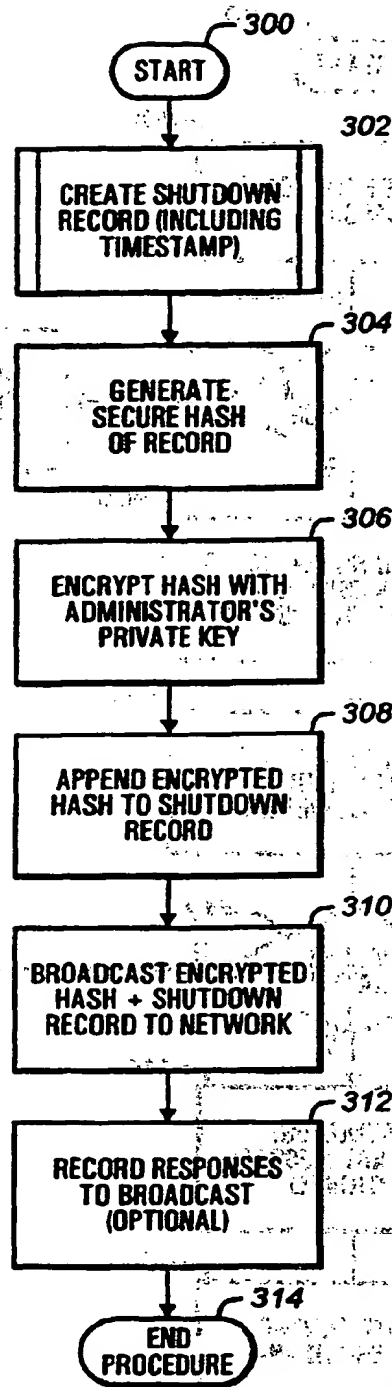 300
START
302
CREATE SHUTDOWN
RECORD (INCLUDING
TIMESTAMP)
304
GENERATE
SECURE HASH
OF RECORD
306
ENCRYPT HASH WITH
ADMINISTRATOR'S
PRIVATE KEY
308
APPEND ENCRYPTED
HASH TO SHUTDOWN
RECORD
310
BROADCAST ENCRYPTED
HASH + SHUTDOWN
RECORD TO NETWORK
312
RECORD RESPONSES
TO BROADCAST
(OPTIONAL)
314
END
PROCEDURE